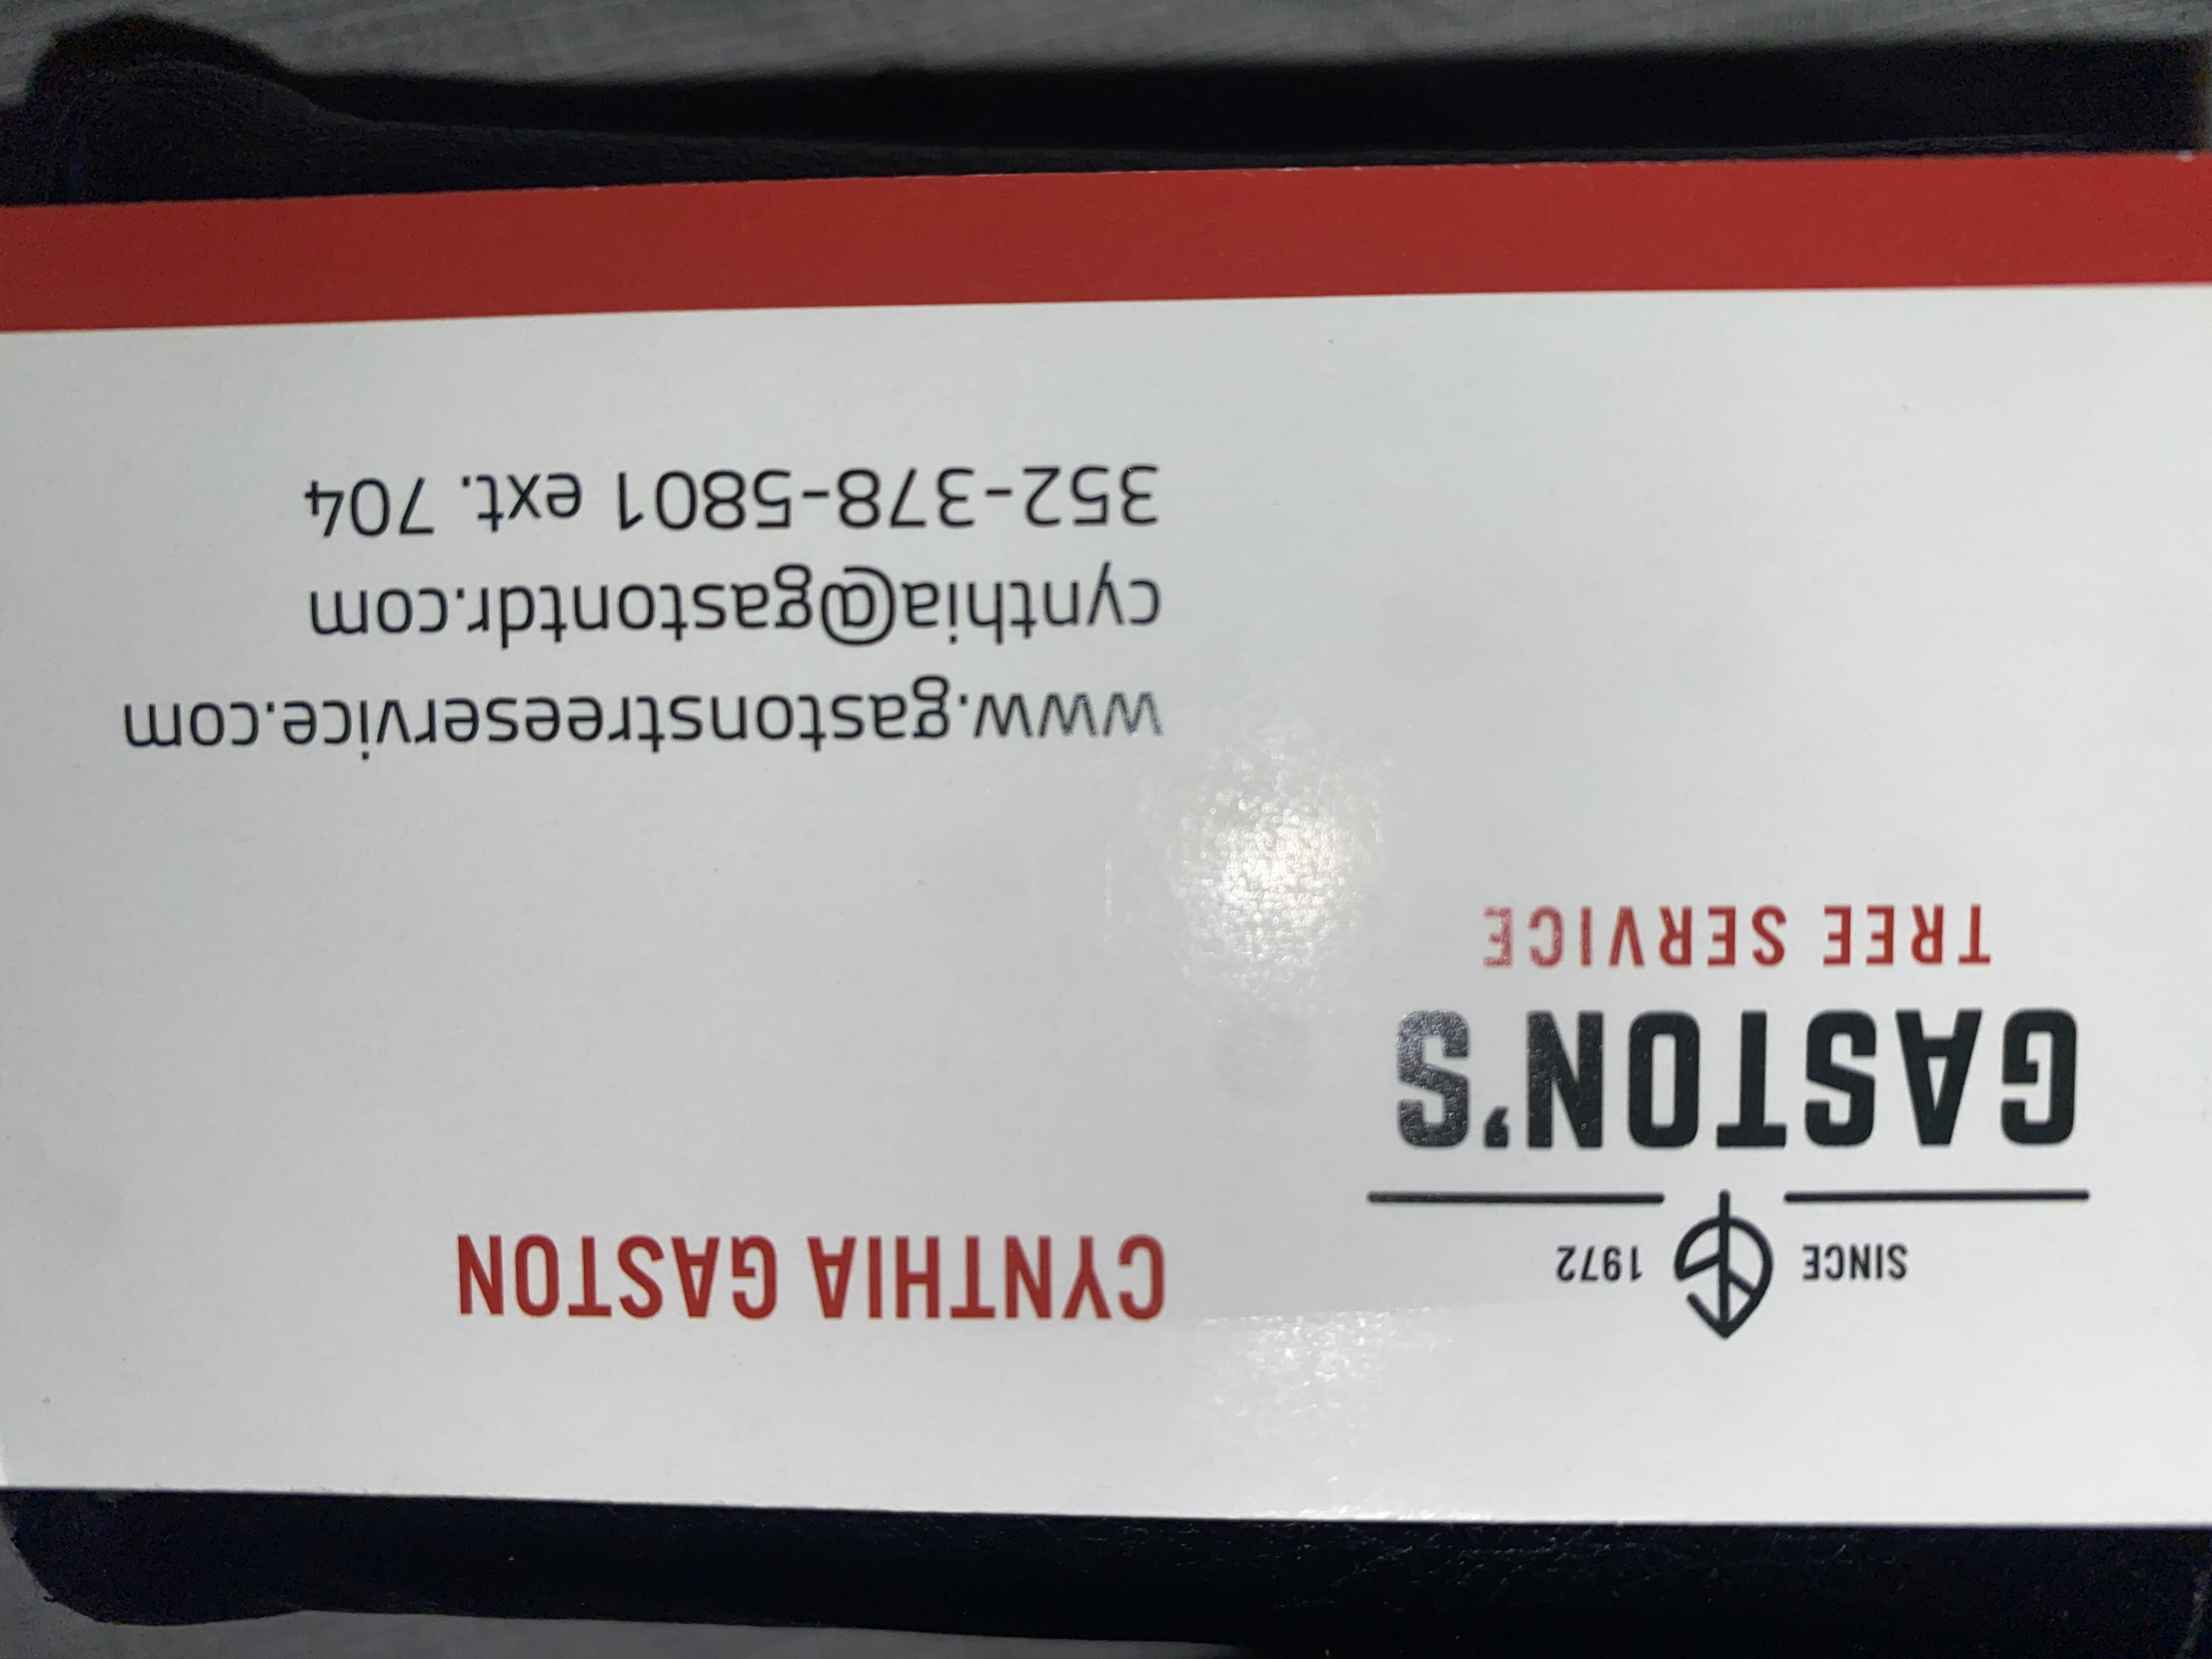 SINCE 1972
GASTON'S
TREE SERVICE
CYNTHIA GASTON
www.gastonstreeservice.com
cynthia@gastontdr.com
352-378-5801 ext. 704